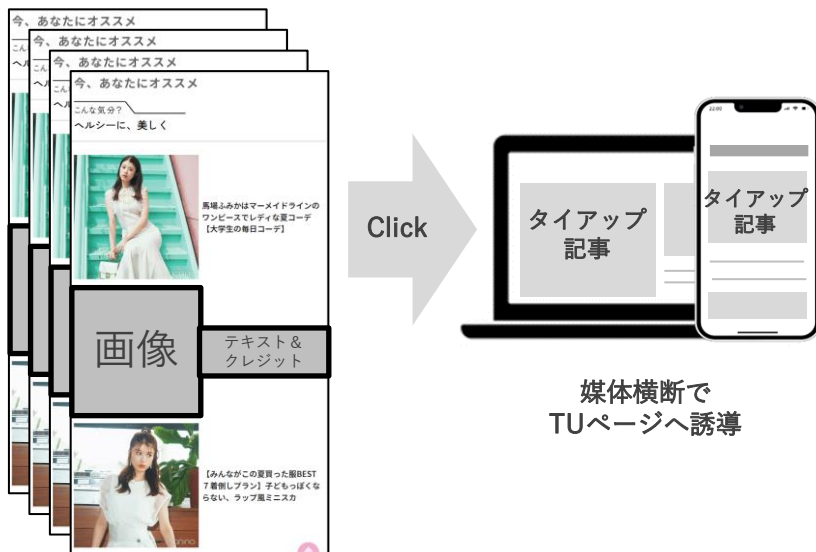 今、あなたにオススメ
今、あなたにオススメ
今、あなたにオススメ
今、あなたにオススメ
こんな気分?
ヘルシーに、美しく
馬場ふみかはマーメイドラインの
ワンピースでレディな夏コーデ
【大学生の毎日コーデ】
画像
テキスト&
クレジット
【みんながこの夏買った服BEST
7着倒しプラン】子どもっぽくな
らない、ラップ風ミニスカ
Click
タイアップ
記事
タイアップ
記事
媒体横断で
TUページへ誘導